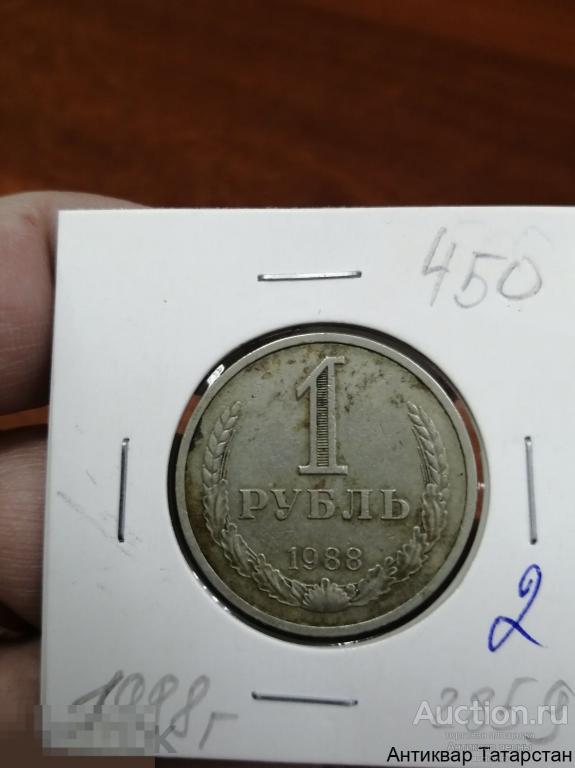 450
1
РУБЛЬ
1988
2
1988г
Auction.ru
Антиквар Татарстан